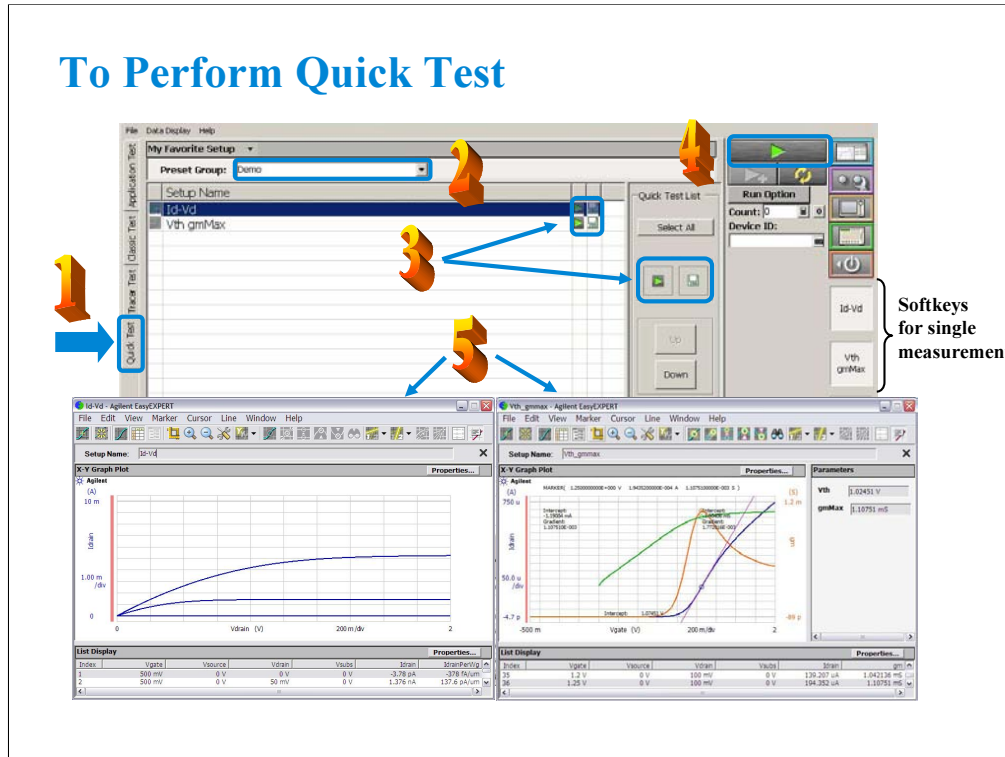 To Perform Quick Test
File Data Display Help
My Favorite Setup
Preset Group: Demo
Setup Name
Id-Vd
Vth gmMax
Application Test
Classic Test
Tracer Test
Quick Test
Quick Test List
Select All
Up
Down
Run Option
Count: 0
Device ID:
Id-Vd
Vth
gmMax
Softkeys
for single
measuremen
1
2
3
4
5
Id-Vd - Agilent EasyEXPERT
File Edit View Marker Cursor Line Window Help
Setup Name: Id-Vd
X-Y Graph Plot Properties...
Agilent
(A)
10 m
Idrain
1.00 m
/div
0
0 Vdrain (V) 200 m/div 2
List Display Properties...
Index Vgate Vsource Vdrain Vsubs Idrain IdrainPerWg
1 500 mV 0 V 0 V 0 V -3.78 pA -378 fA/um
2 500 mV 0 V 50 mV 0 V 1.376 nA 137.6 pA/um
Vth_gmmax - Agilent EasyEXPERT
File Edit View Marker Cursor Line Window Help
Setup Name: Vth_gmmax
X-Y Graph Plot Properties...
Agilent
(A)
750 u
Idrain
50.0 u
/div
-4.7 p
(S)
1.2 m
gm
-89 p
Intercept:
Gradient:
1.107510E-003
Intercept: 1.07451 V
-500 m Vgate (V) 200 m/div 2
Parameters
Vth 1.02451 V
gmMax 1.10751 mS
List Display Properties...
Index Vgate Vsource Vdrain Vsubs Idrain gm
35 1.2 V 0 V 100 mV 0 V 139.207 uA 1.042136 mS
36 1.25 V 0 V 100 mV 0 V 194.352 uA 1.10751 mS